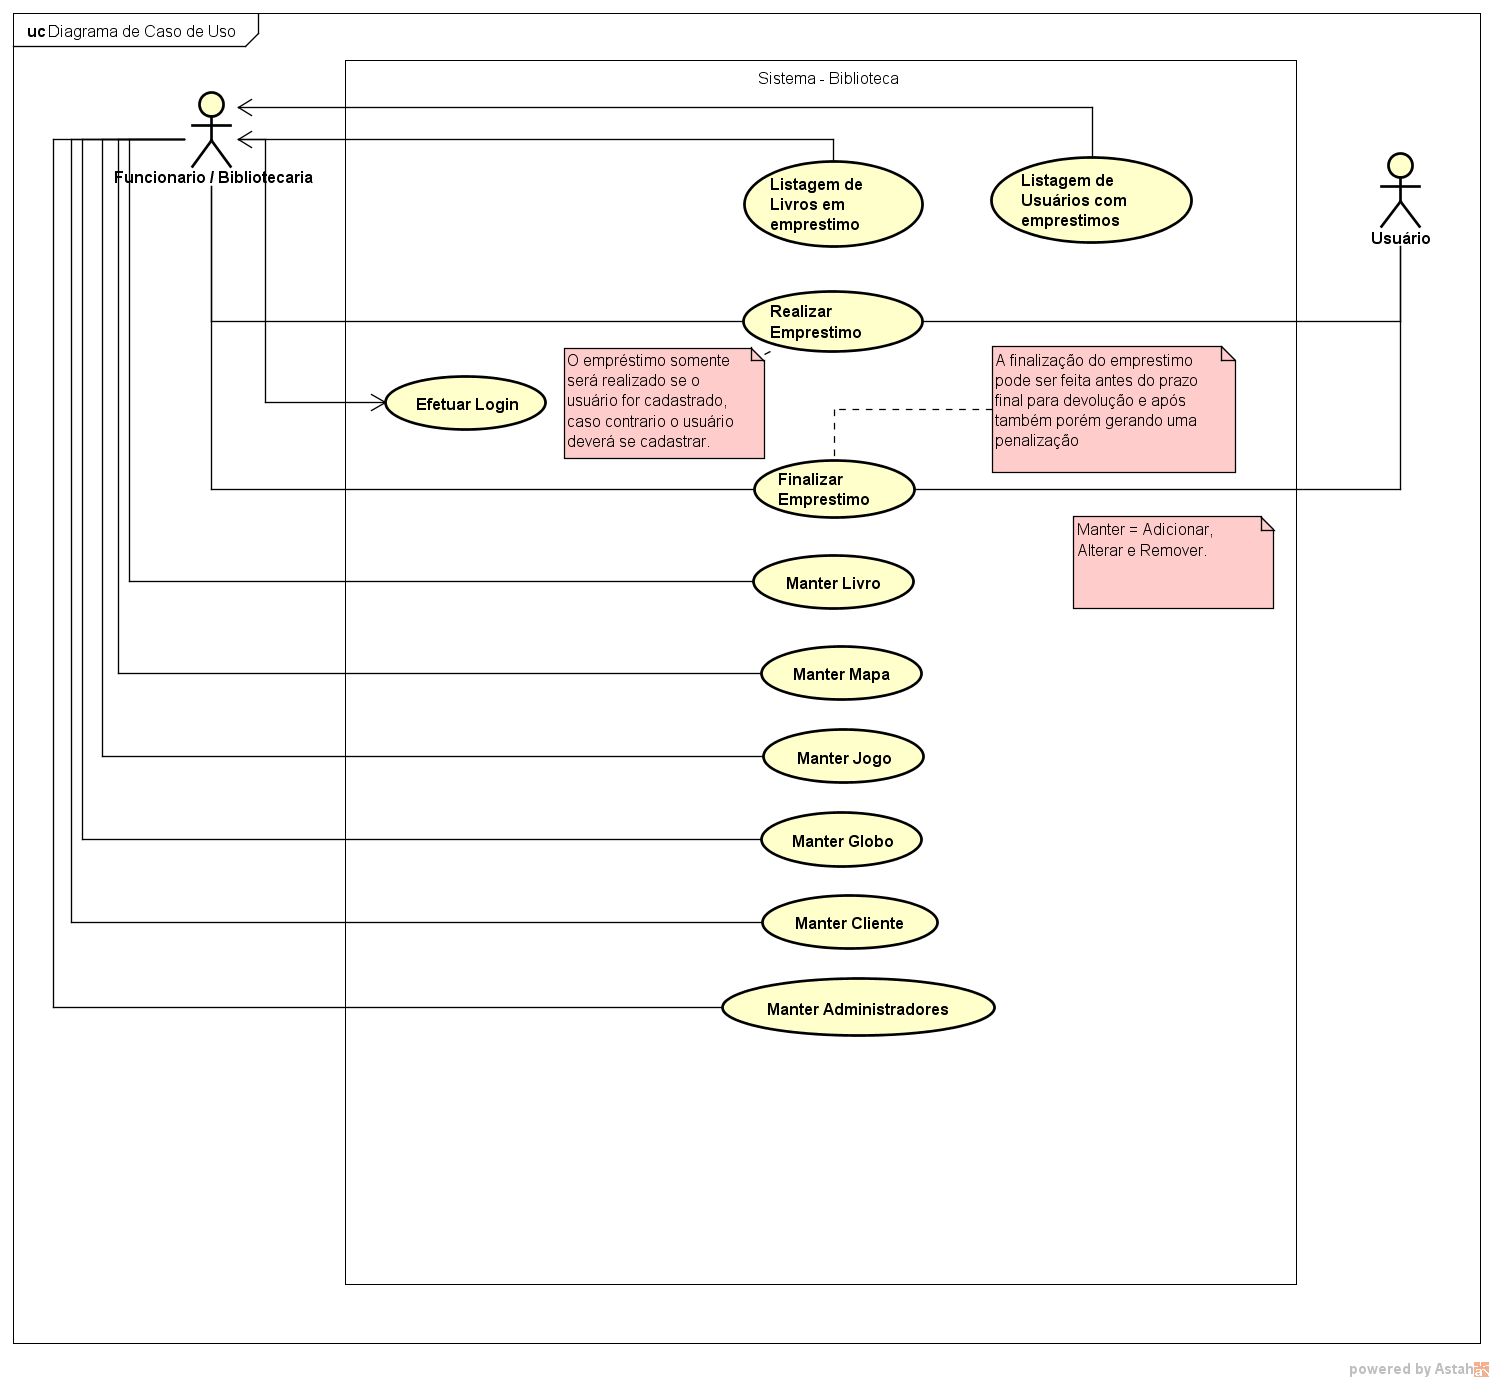 uc Diagrama de Caso de Uso
Sistema - Biblioteca
Funcionario / Bibliotecaria
Listagem de
Livros em
emprestimo
Listagem de
Usuários com
emprestimos
Usuário
Realizar
Emprestimo
O empréstimo somente
será realizado se o
usuário for cadastrado,
caso contrario o usuário
deverá se cadastrar.
A finalização do emprestimo
pode ser feita antes do prazo
final para devolução e após
também porém gerando uma
penalização
Efetuar Login
Finalizar
Emprestimo
Manter = Adicionar,
Alterar e Remover.
Manter Livro
Manter Mapa
Manter Jogo
Manter Globo
Manter Cliente
Manter Administradores
powered by Astah